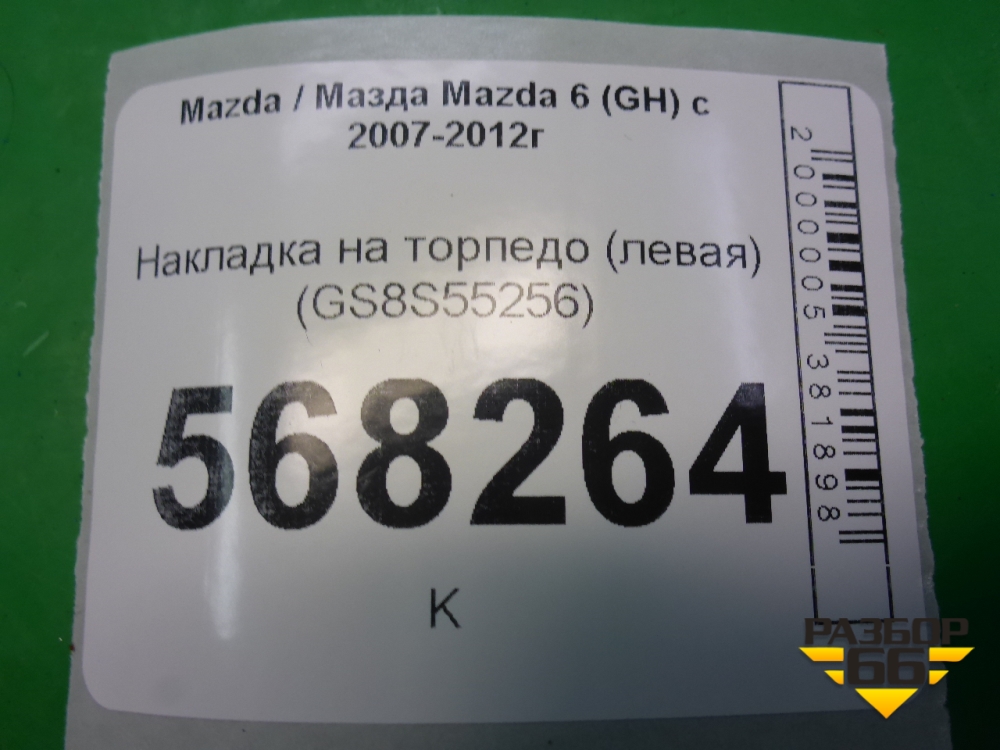 Mazda / Мазда Mazda 6 (GH) с
2007-2012г
Накладка на торпедо (левая)
(GS8S55256)
568264
К
2000005381898
РАЗБОР
66